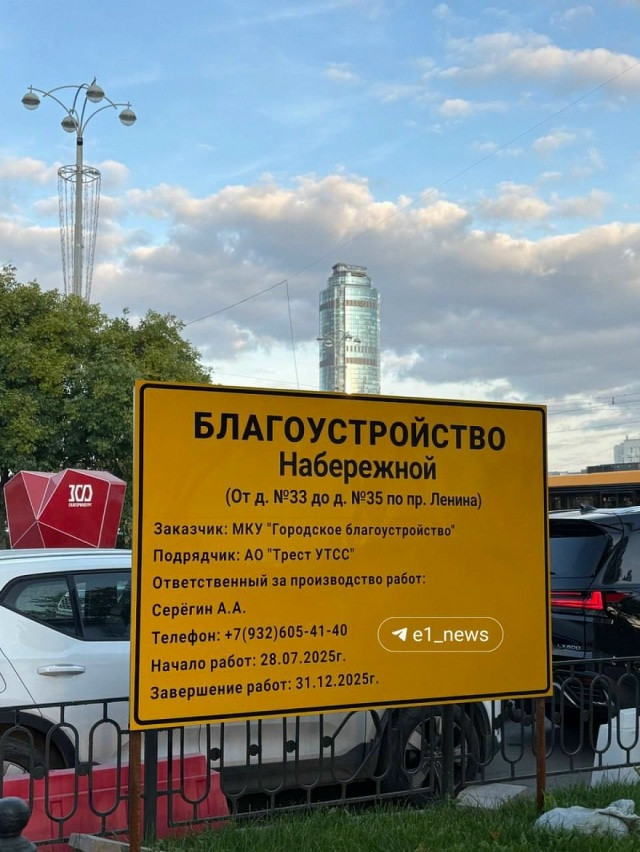 БЛАГОУСТРОЙСТВО
Набережной
(От д. №33 до д. №35 по пр. Ленина)
Заказчик: МКУ "Городское благоустройство"
Подрядчик: АО "Трест УТСС"
Ответственный за производство работ:
Серёгин А.А.
Телефон: +7(932)605-41-40
e1_news
Начало работ: 28.07.2025г.
Завершение работ: 31.12.2025г.
300
ЕКАТЕРИНБУРГ